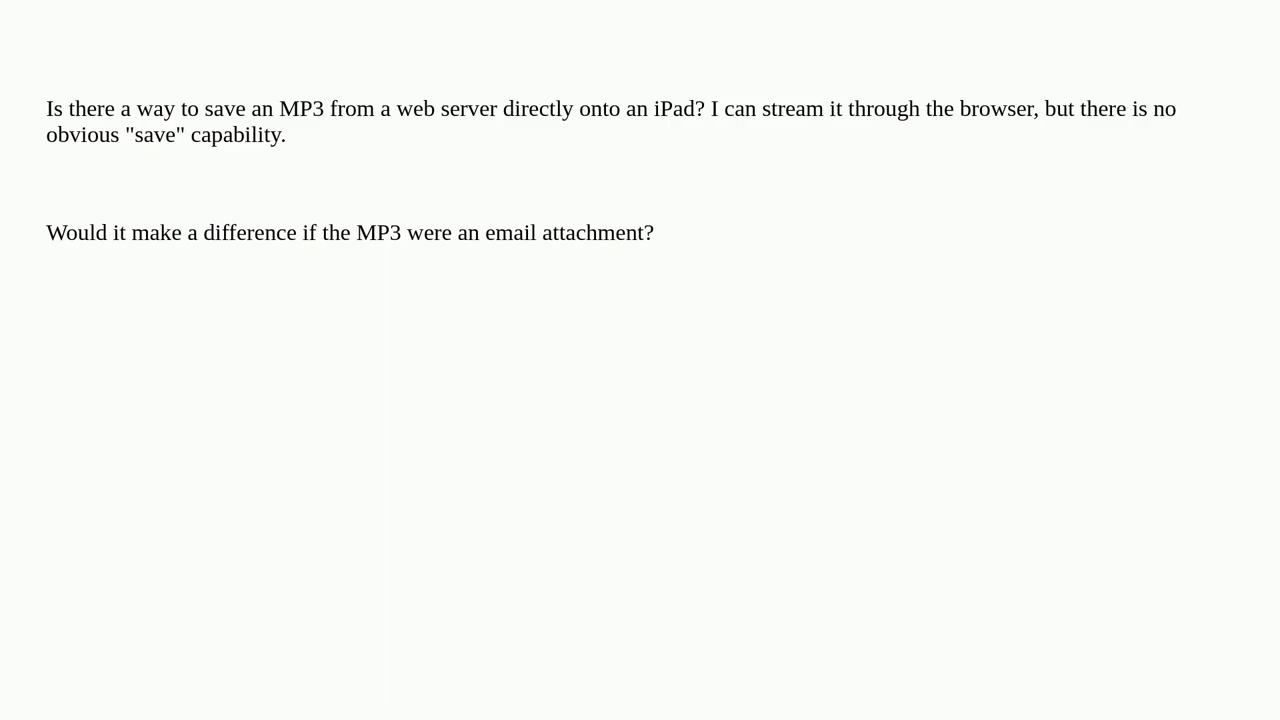 Is there a way to save an MP3 from a web server directly onto an iPad? I can stream it through the browser, but there is no
obvious "save" capability.
Would it make a difference if the MP3 were an email attachment?